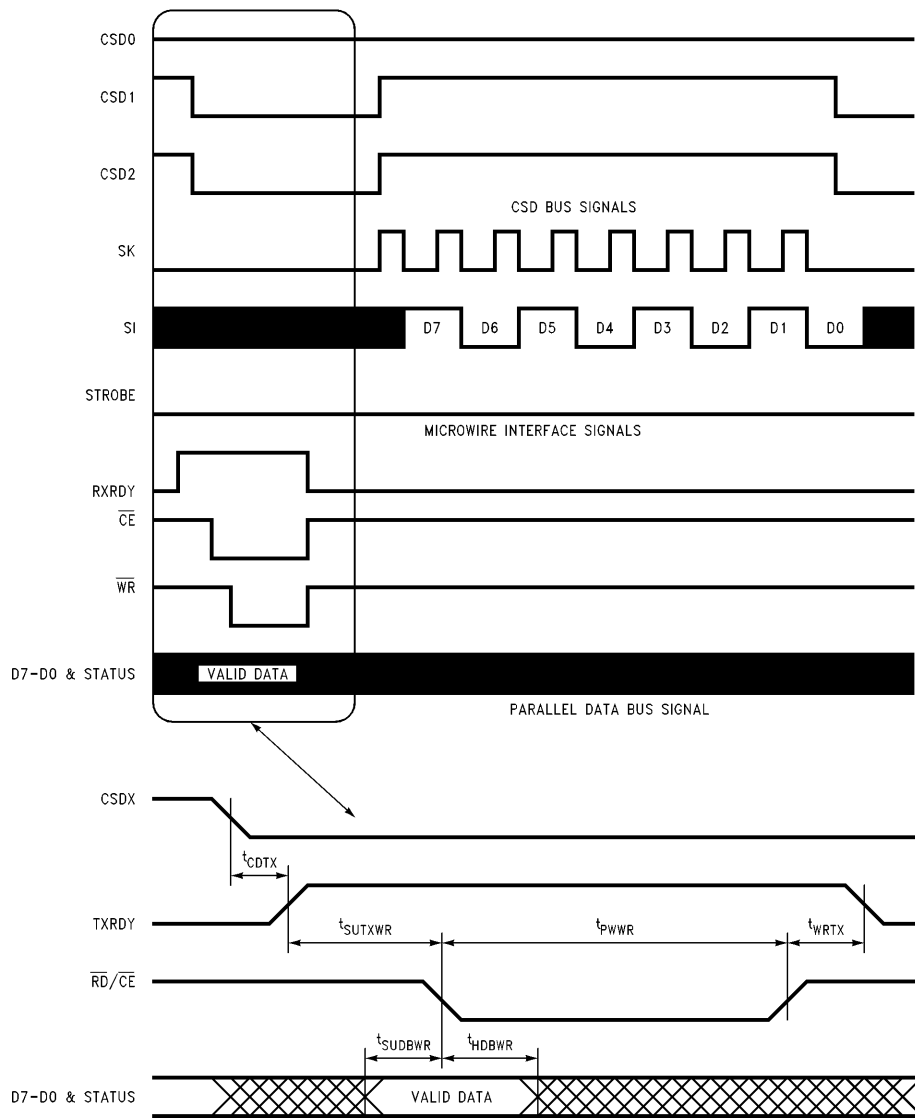 CSD0
CSD1
CSD2
CSD BUS SIGNALS
SK
SI D7 D6 D5 D4 D3 D2 D1 D0
STROBE
MICROWIRE INTERFACE SIGNALS
RXRDY
CE
WR
D7-D0 & STATUS VALID DATA
PARALLEL DATA BUS SIGNAL
CSDX
tCDTX
TXRDY
tSUTXWR tPWWR tWRTX
RD/CE
tSUDBWR tHDBWR
D7-D0 & STATUS VALID DATA